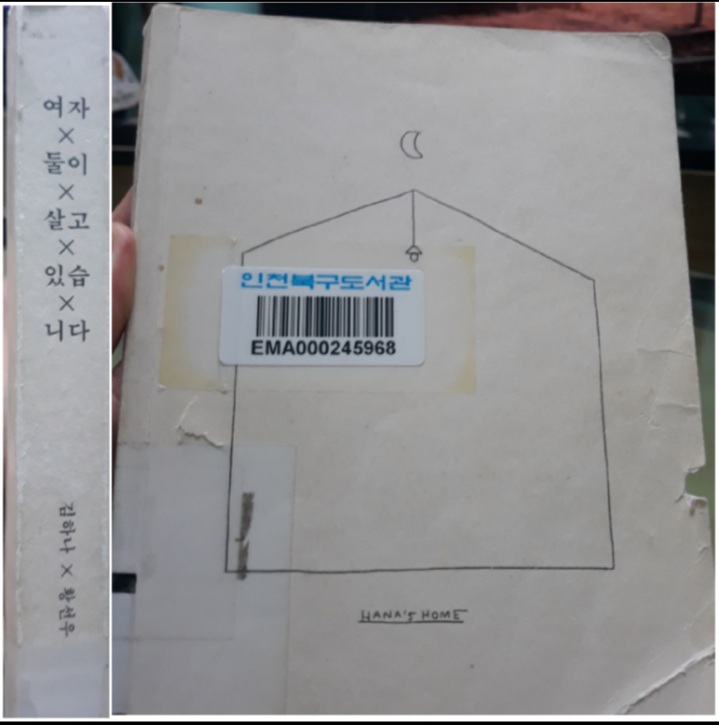 여자
×
둘이
×
살고
×
있습
×
니다
김하나 × 황선우
인천북구도서관
EMA000245968
HANA'S HOME